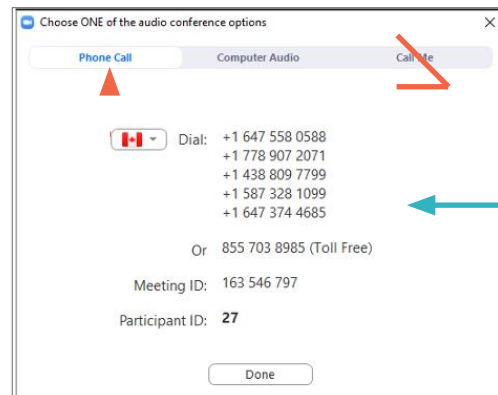 Choose ONE of the audio conference options
Phone Call Computer Audio Call Me
Dial: +1 647 558 0588
+1 778 907 2071
+1 438 809 7799
+1 587 328 1099
+1 647 374 4685
Or 855 703 8985 (Toll Free)
Meeting ID: 163 546 797
Participant ID: 27
Done